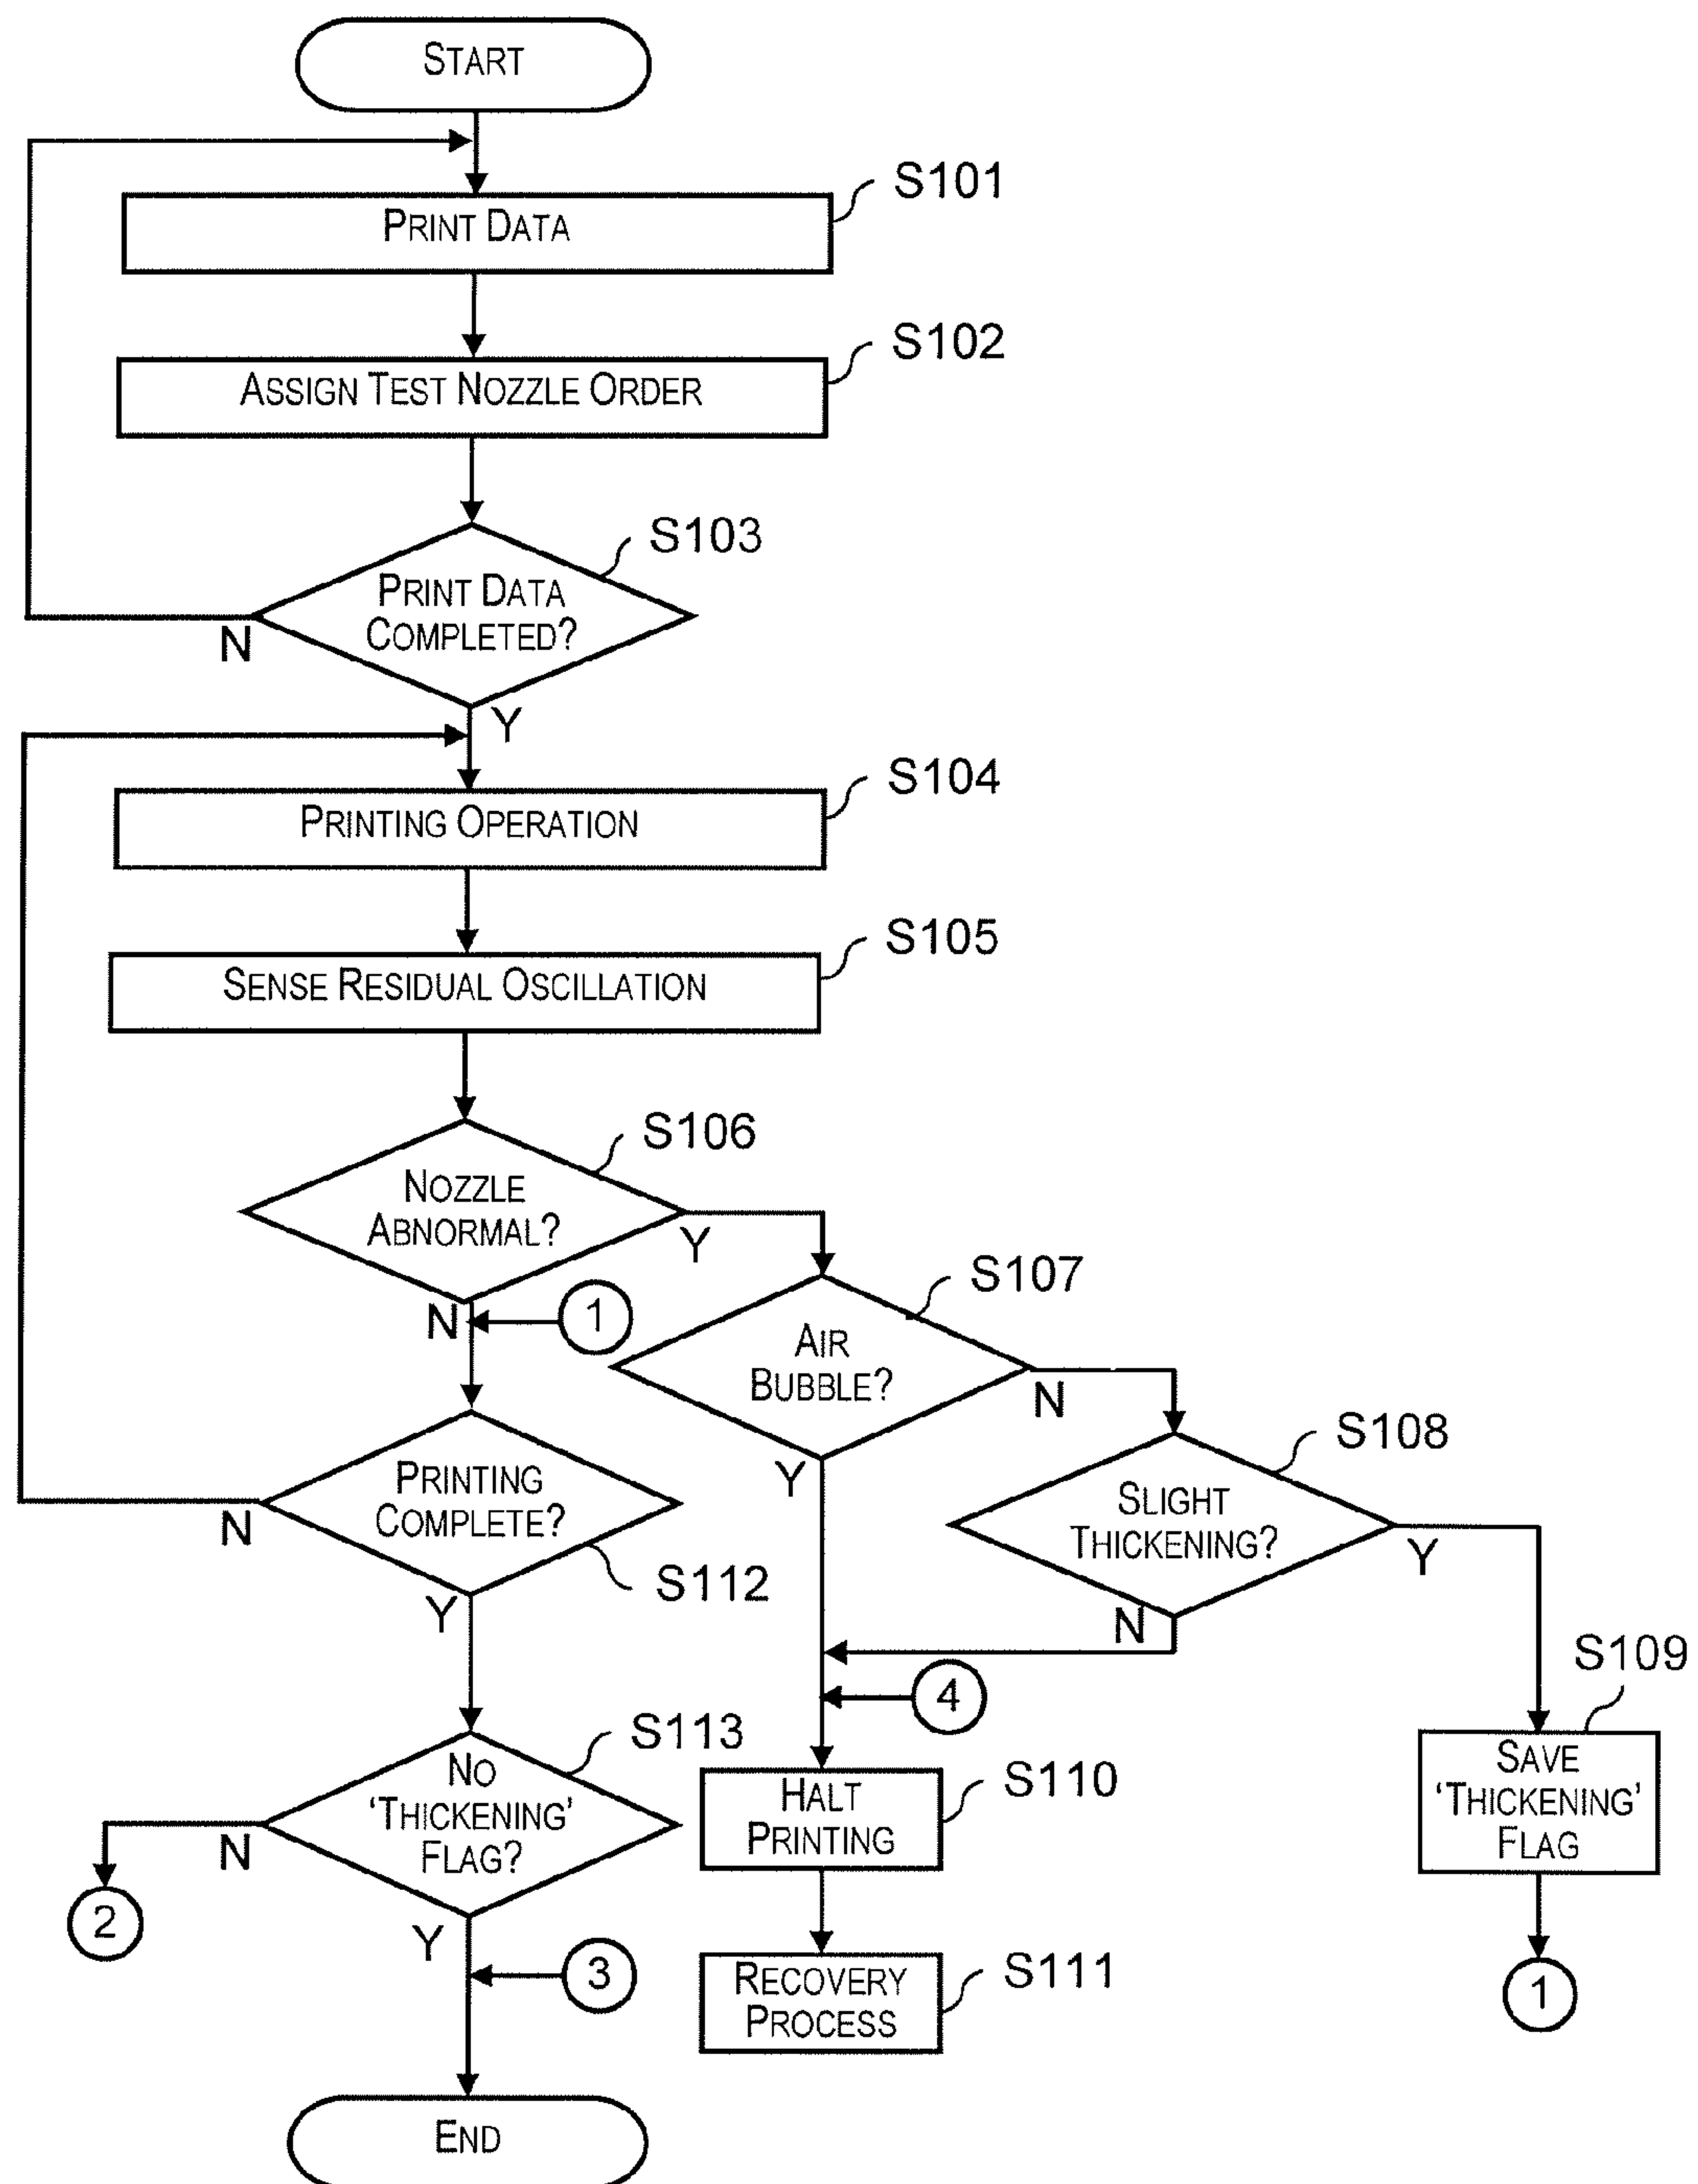 START
S101
PRINT DATA
S102
ASSIGN TEST NOZZLE ORDER
S103
PRINT DATA
COMPLETED?
N
Y
S104
PRINTING OPERATION
S105
SENSE RESIDUAL OSCILLATION
S106
NOZZLE
ABNORMAL?
Y
N
1
S107
AIR
BUBBLE?
N
Y
S108
SLIGHT
THICKENING?
Y
N
PRINTING
COMPLETE?
N
S112
Y
4
S109
SAVE
'THICKENING'
FLAG
1
S113
NO
'THICKENING'
FLAG?
N
2
Y
3
S110
HALT
PRINTING
S111
RECOVERY
PROCESS
END